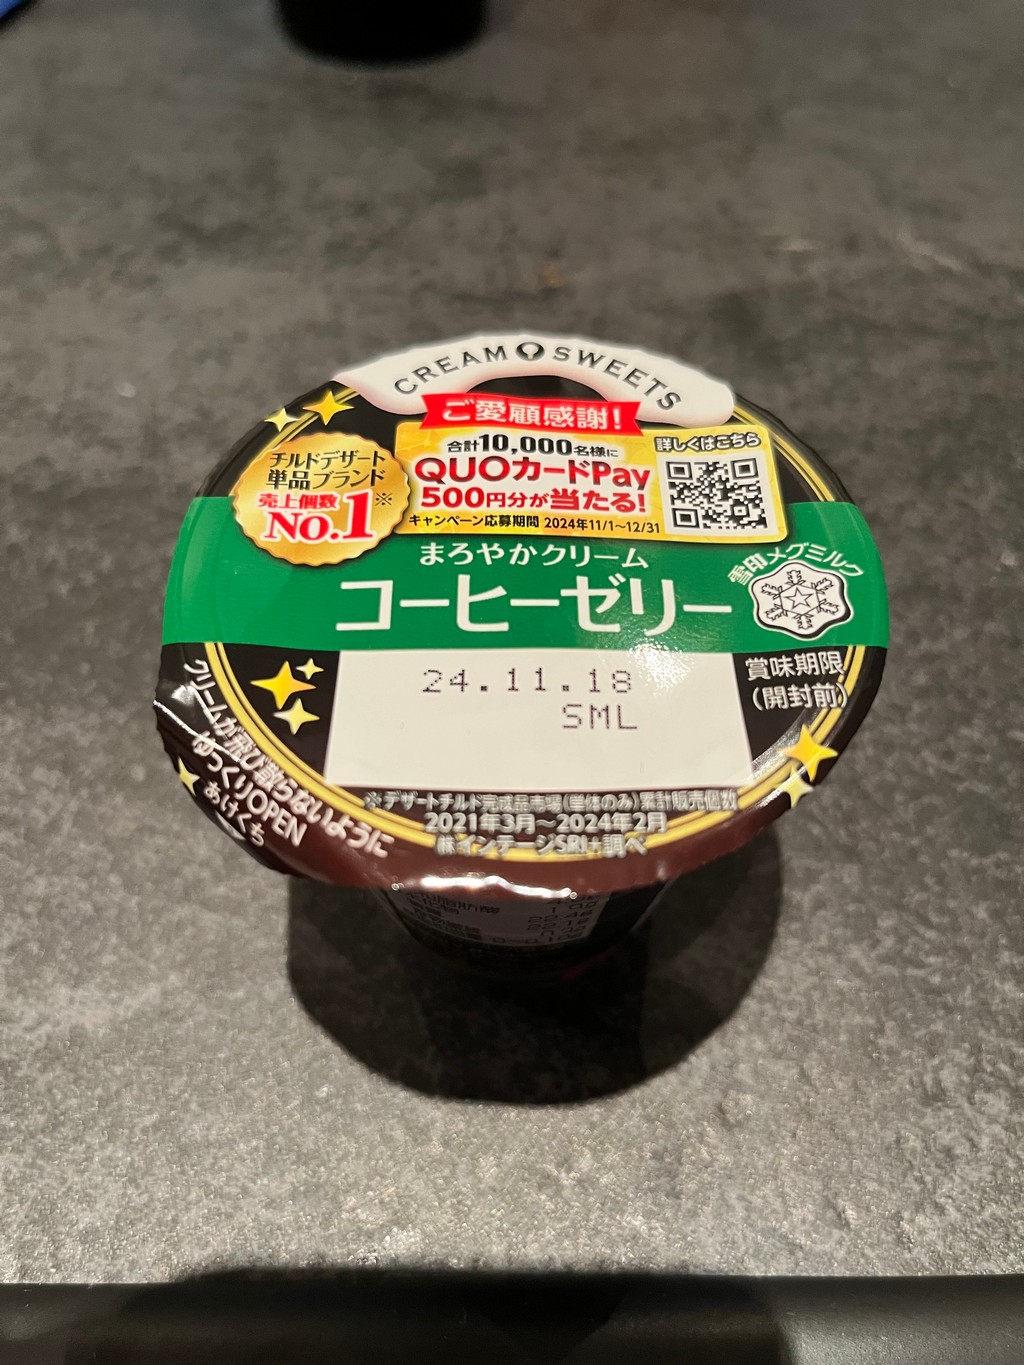 CREAM SWEETS
ご愛顧感謝!
チルドデザート
単品ブランド
売上個数※
No.1
合計10,000名様に
QUOカードPay
500円分が当たる!
キャンペーン応募期間 2024年11/1~12/31
詳しくはこちら
まろやかクリーム
コーヒーゼリー
雪印メグミルク
24.11.18
SML
賞味期限
(開封前)
クリームが飛び散らないように
ゆっくりOPEN
あけくち
※デザートチルド完成品市場(単体のみ)累計販売個数
2021年3月~2024年2月
㈱インテージSRI+調べ